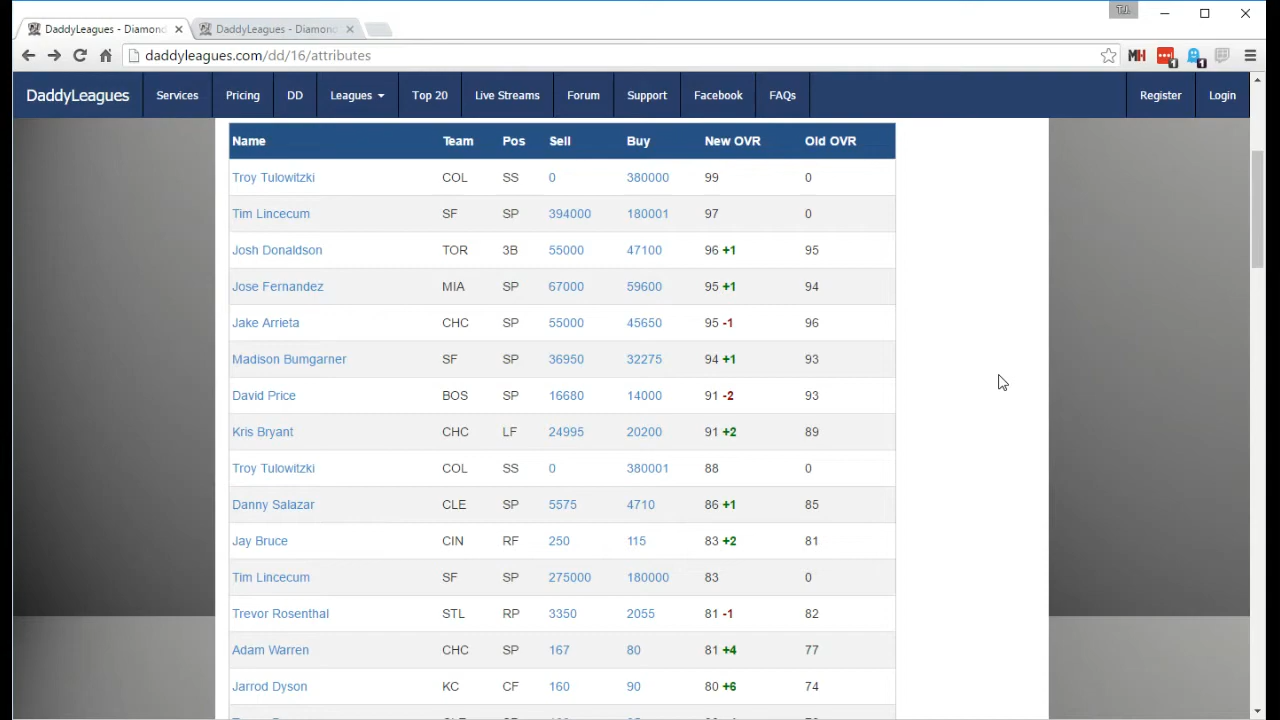 T.J.
DaddyLeagues - Diamond
DaddyLeagues - Diamond
daddyleagues.com/dd/16/attributes
1 1
DaddyLeagues Services Pricing DD Leagues Top 20 Live Streams Forum Support Facebook FAQs Register Login
Name Team Pos Sell Buy New OVR Old OVR
Troy Tulowitzki COL SS 0 380000 99 0
Tim Lincecum SF SP 394000 180001 97 0
Josh Donaldson TOR 3B 55000 47100 96 +1 95
Jose Fernandez MIA SP 67000 59600 95 +1 94
Jake Arrieta CHC SP 55000 45650 95 -1 96
Madison Bumgarner SF SP 36950 32275 94 +1 93
David Price BOS SP 16680 14000 91 -2 93
Kris Bryant CHC LF 24995 20200 91 +2 89
Troy Tulowitzki COL SS 0 380001 88 0
Danny Salazar CLE SP 5575 4710 86 +1 85
Jay Bruce CIN RF 250 115 83 +2 81
Tim Lincecum SF SP 275000 180000 83 0
Trevor Rosenthal STL RP 3350 2055 81 -1 82
Adam Warren CHC SP 167 80 81 +4 77
Jarrod Dyson KC CF 160 90 80 +6 74